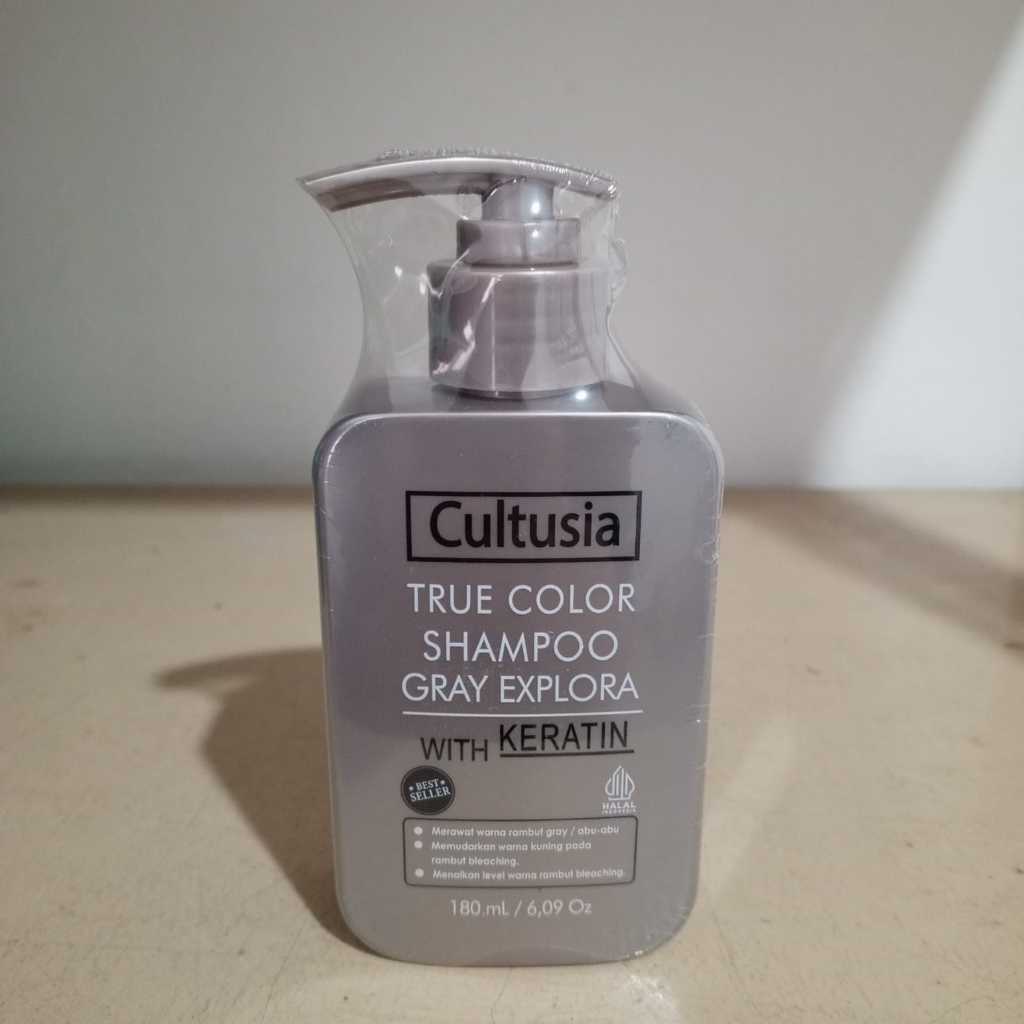 Cultusia
TRUE COLOR
SHAMPOO
GRAY EXPLORA
WITH KERATIN
BEST
SELLER
HALAL
INDONESIA
Merawat warna rambut gray / abu-abu
Memudarkan warna kuning pada
rambut bleaching.
Menaikan level warna rambut bleaching.
180 mL / 6,09 Oz